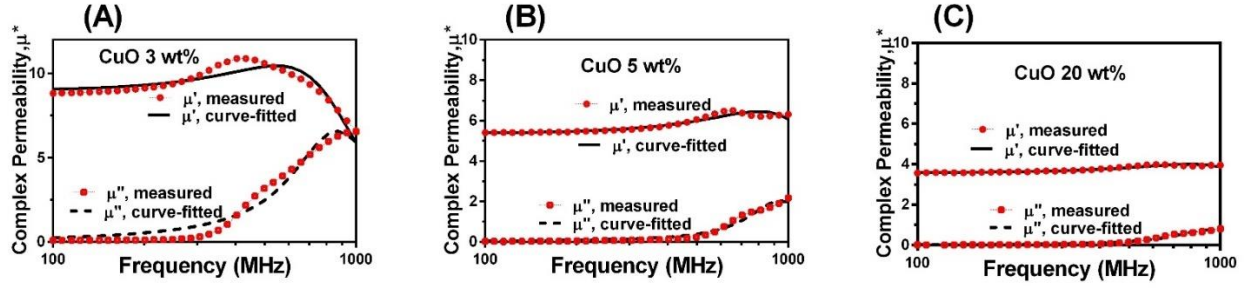 (A)
Complex Permeability,μ*
10
5
0
CuO 3 wt%
μ', measured
μ', curve-fitted
μ", measured
μ", curve-fitted
100
1000
Frequency (MHz)
(B)
Complex Permeability,μ*
10
8
6
4
2
0
CuO 5 wt%
μ', measured
μ', curve-fitted
μ", measured
μ", curve-fitted
100
1000
Frequency (MHz)
(C)
Complex Permeability,μ*
10
8
6
4
2
0
CuO 20 wt%
μ', measured
μ', curve-fitted
μ", measured
μ", curve-fitted
100
1000
Frequency (MHz)